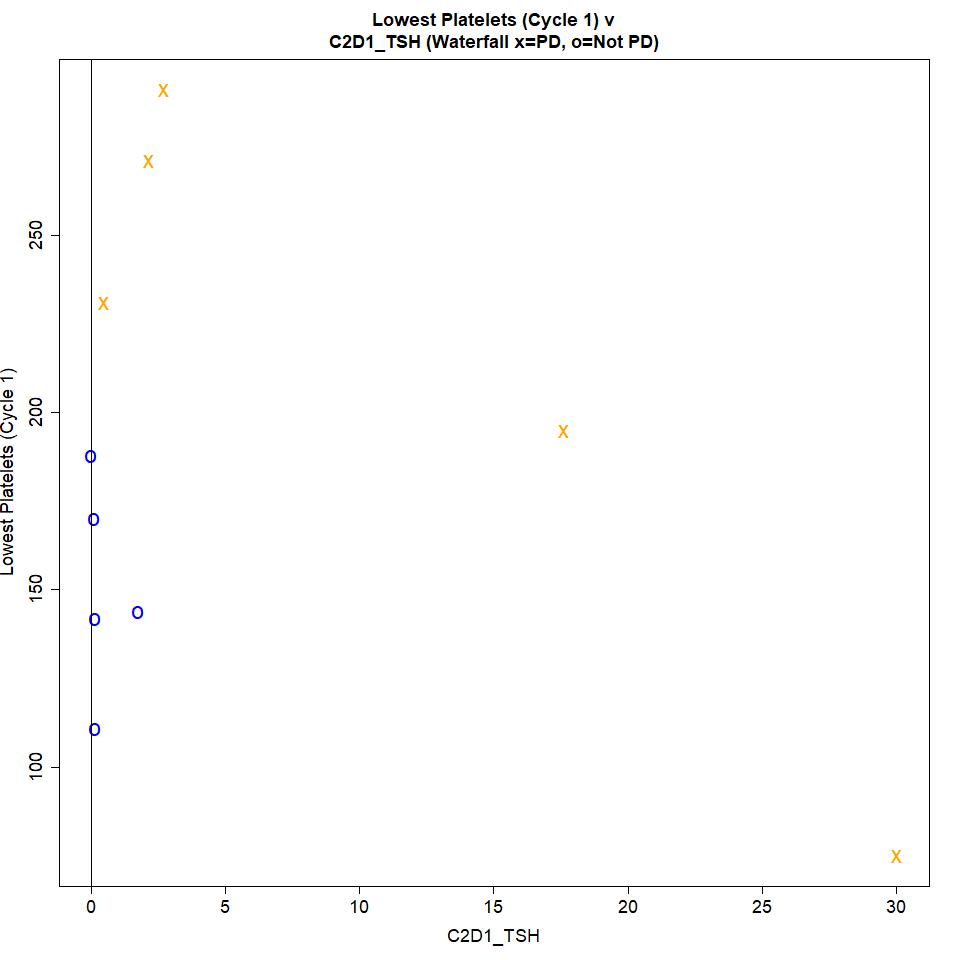 Lowest Platelets (Cycle 1) v
C2D1_TSH (Waterfall x=PD, o=Not PD)
Lowest Platelets (Cycle 1)
250
200
150
100
X
X
X
X
O
O
O
O
O
X
0 5 10 15 20 25 30
C2D1_TSH